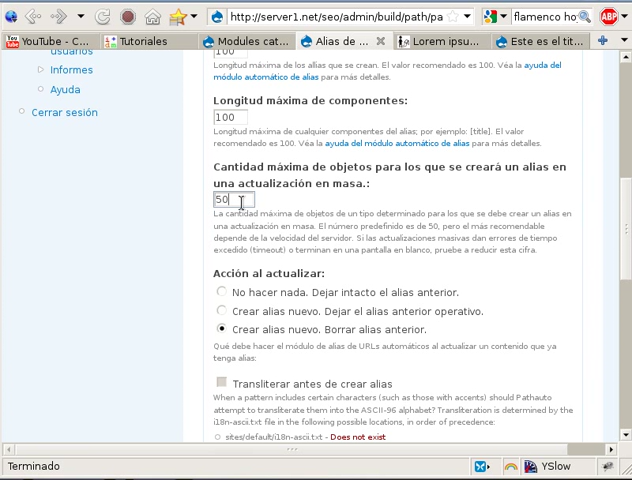 http://server1.net/seo/admin/build/path/pa
flamenco ho
ABP
YouTube - C...
Tutoriales
Modules cat...
Alias de ...
Lorem ipsu...
Este es el tit...
usuarios
Informes
Ayuda
Cerrar sesión
100
Longitud máxima de los alias que se crean. El valor recomendado es 100. Véa la ayuda del
módulo automático de alias para más detalles.
Longitud máxima de componentes:
100
Longitud máxima de cualquier componentes del alias; por ejemplo: [title]. El valor
recomendado es 100. Véa la ayuda del módulo automático de alias para más detalles.
Cantidad máxima de objetos para los que se creará un alias en
una actualización en masa.:
50
La cantidad máxima de objetos de un tipo determinado para los que se debe crear un alias en
una actualización en masa. El número predefinido es de 50, pero el más recomendable
depende de la velocidad del servidor. Si las actualizaciones masivas dan errores de tiempo
excedido (timeout) o terminan en una pantalla en blanco, pruebe a reducir esta cifra.
Acción al actualizar:
No hacer nada. Dejar intacto el alias anterior.
Crear alias nuevo. Dejar el alias anterior operativo.
Crear alias nuevo. Borrar alias anterior.
Qué debe hacer el módulo de alias de URLs automáticos al actualizar un contenido que ya
tenga alias:
Transliterar antes de crear alias
When a pattern includes certain characters (such as those with accents) should Pathauto
attempt to transliterate them into the ASCII-96 alphabet? Transliteration is determined by the
i18n-ascii.txt file in the following possible locations, in order of precedence:
sites/default/i18n-ascii.txt - Does not exist
Terminado
YSlow